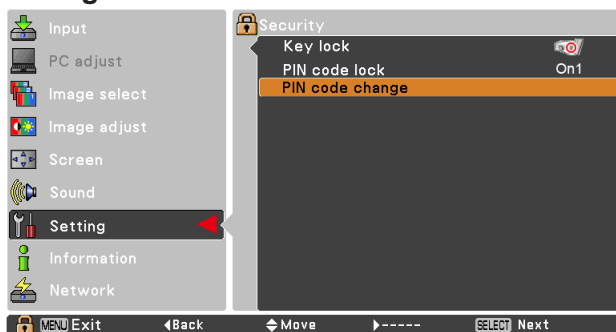 Input
PC adjust
Image select
Image adjust
Screen
Sound
Setting
Information
Network
Security
Key lock
PIN code lock On1
PIN code change
MENU Exit ◀Back ◆Move ▶----- SELECT Next